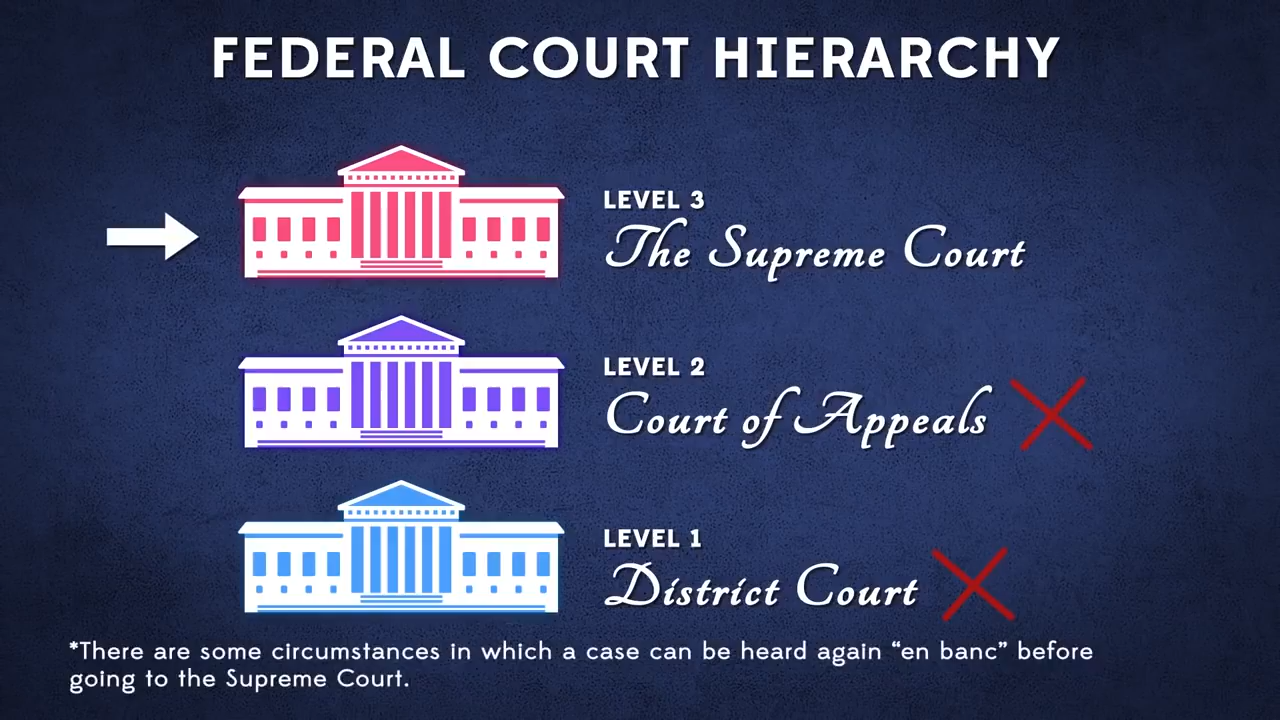 FEDERAL COURT HIERARCHY
LEVEL 3
The Supreme Court
LEVEL 2
Court of Appeals
LEVEL 1
District Court
*There are some circumstances in which a case can be heard again “en banc” before
going to the Supreme Court.